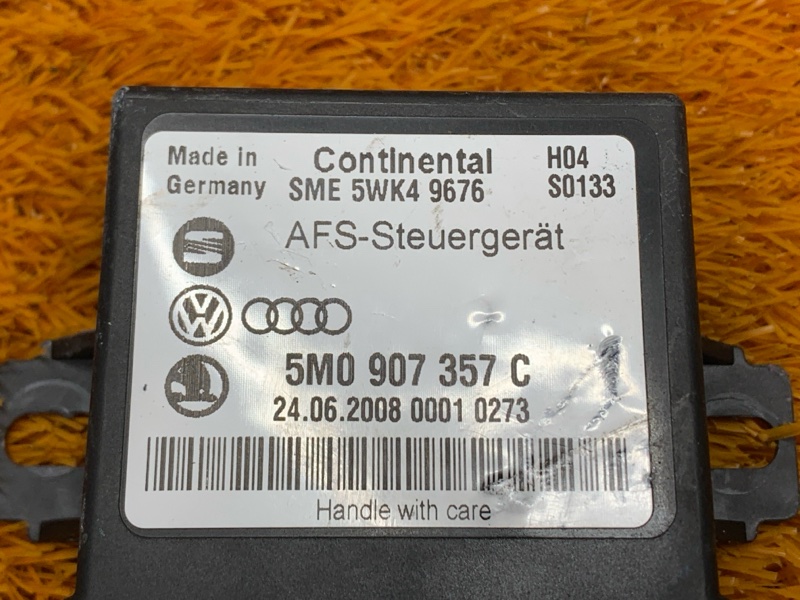 Made in Germany
Continental
SME 5WK4 9676
H04
S0133
AFS-Steuergerät
5M0 907 357 C
24.06.2008 0001 0273
Handle with care